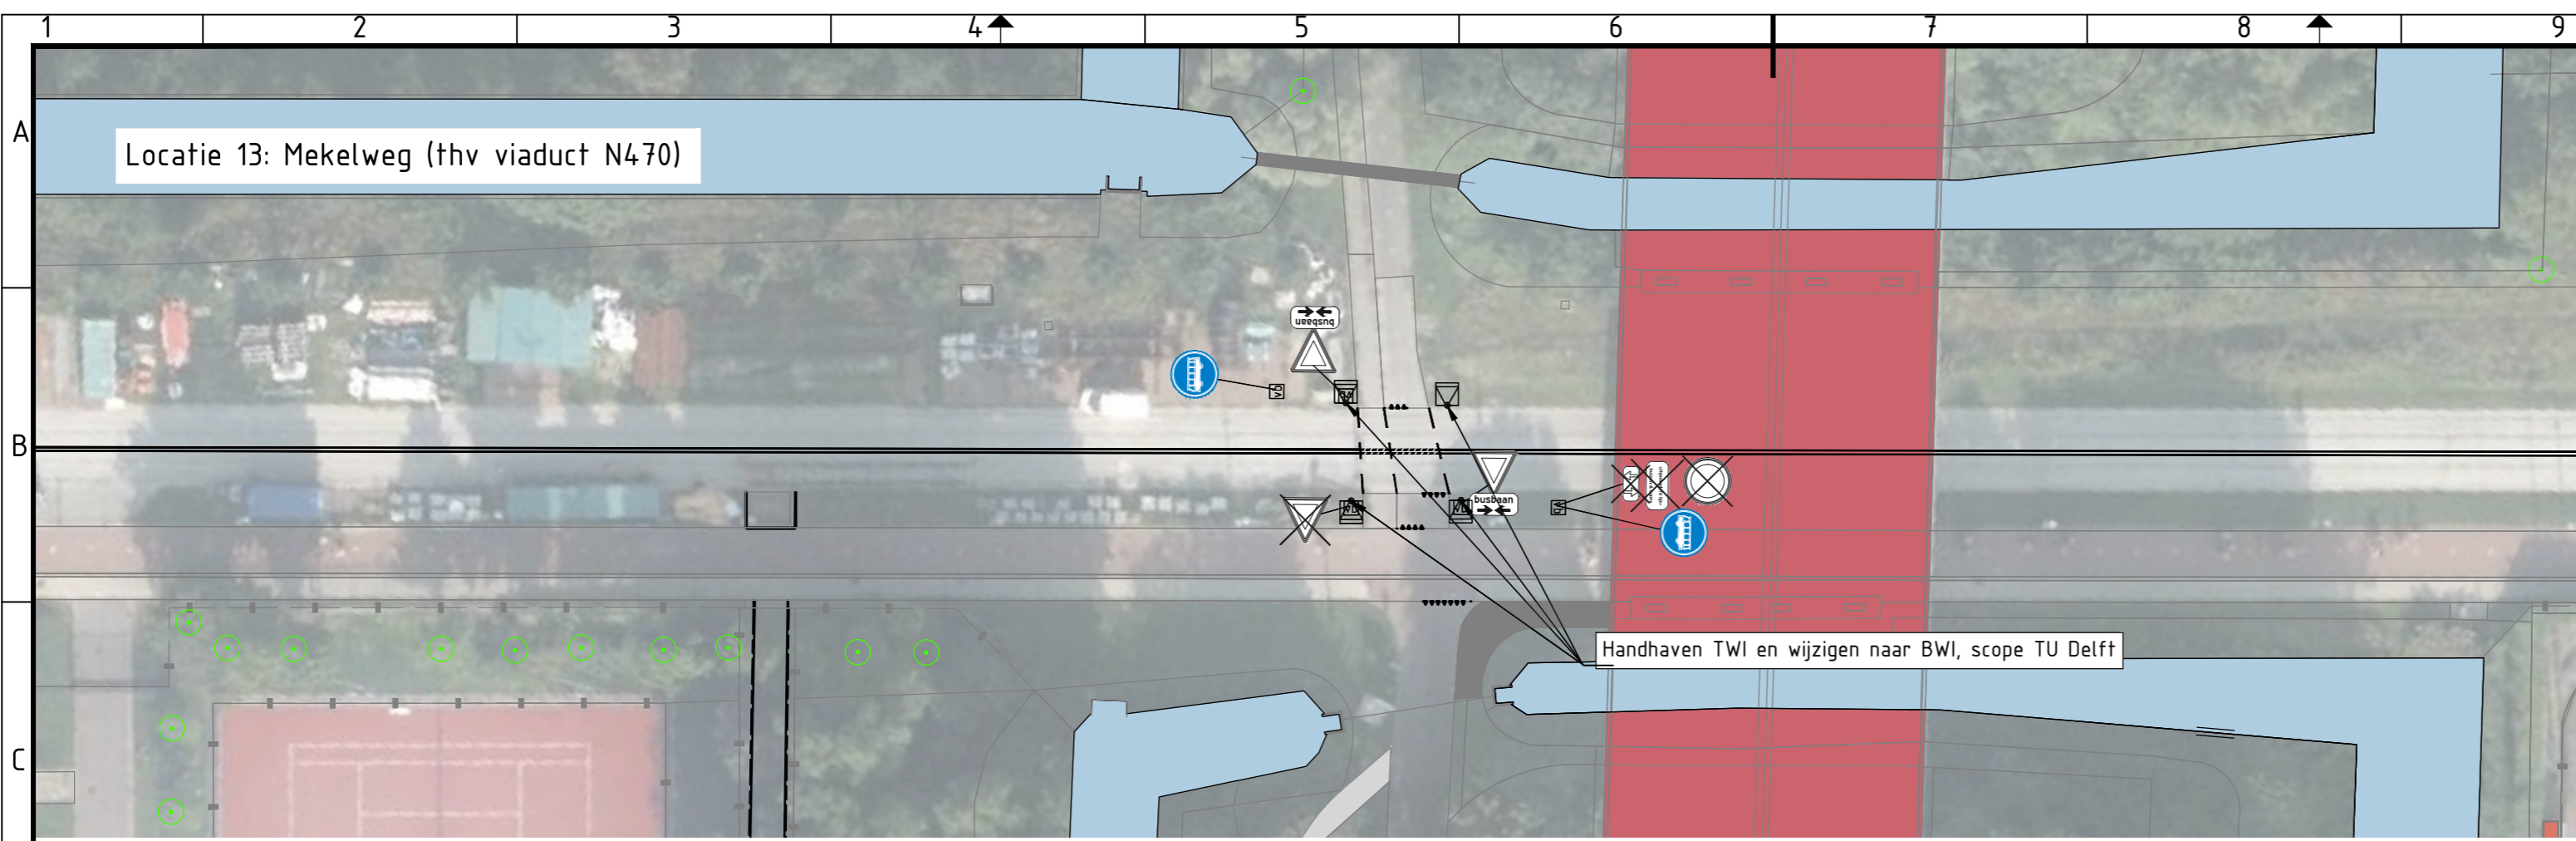 1 2 3 4 5 6 7 8 9
A
Locatie 13: Mekelweg (thv viaduct N470)
busbaan
B
busbaan
Handhaven TWI en wijzigen naar BWI, scope TU Delft
C